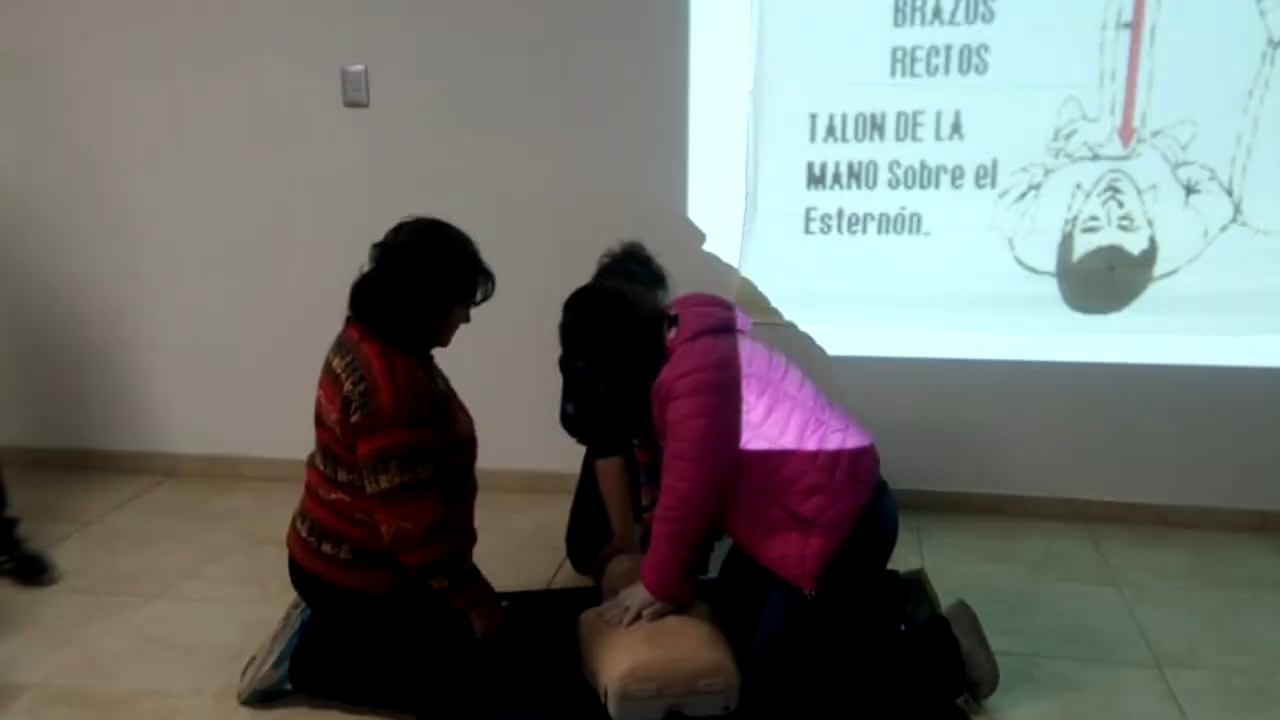 BRAZOS
RECTOS
TALON DE LA
MANO Sobre el
Esternón.